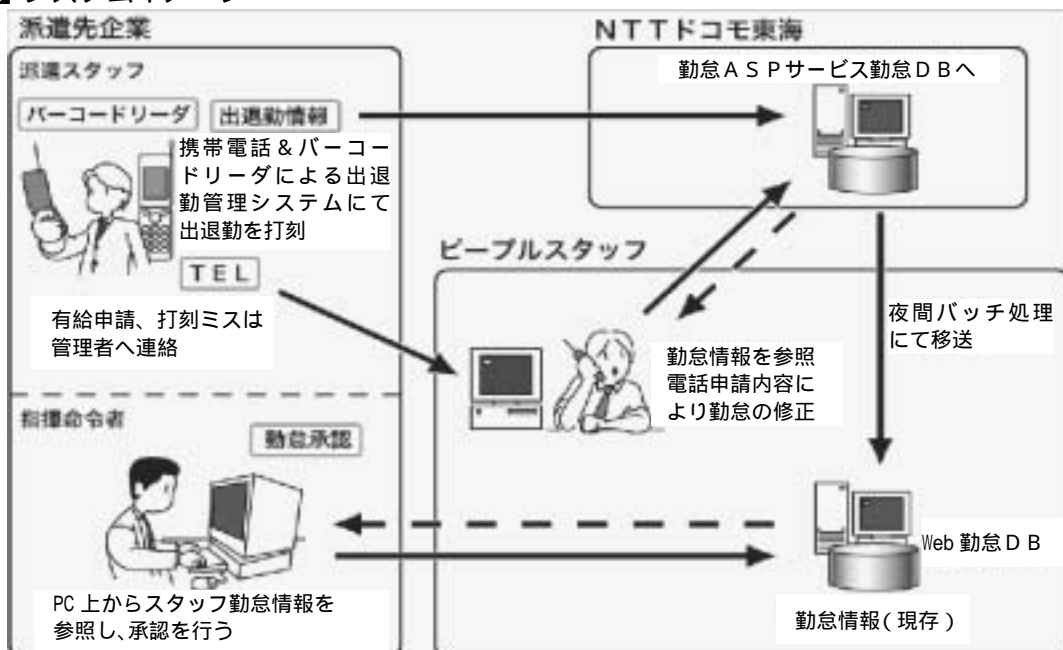 派遣先企業
派遣スタッフ
バーコードリーダ
出退勤情報
携帯電話&バーコー
ドリーダによる出退
勤管理システムにて
出退勤を打刻
TEL
有給申請、打刻ミスは
管理者へ連絡
指揮命令者
勤怠承認
PC上からスタッフ勤怠情報を
参照し、承認を行う
NTTドコモ東海
勤怠ASPサービス勤怠DBへ
ピープルスタッフ
勤怠情報を参照
電話申請内容に
より勤怠の修正
夜間バッチ処理
にて移送
Web勤怠DB
勤怠情報(現存)